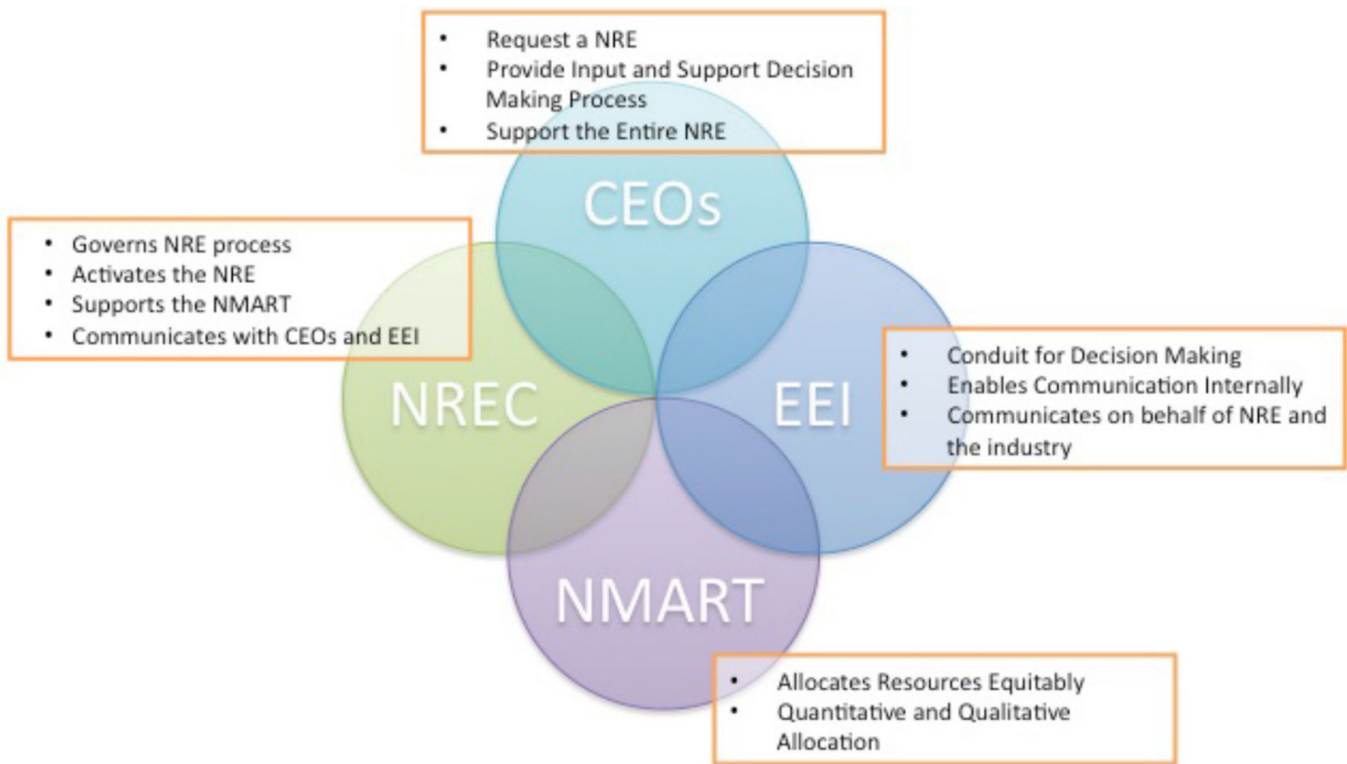 • Request a NRE
• Provide Input and Support Decision
Making Process
• Support the Entire NRE
CEOs
• Governs NRE process
• Activates the NRE
• Supports the NMART
• Communicates with CEOs and EEI
NREC
EEI
• Conduit for Decision Making
• Enables Communication Internally
• Communicates on behalf of NRE and
the industry
NMART
• Allocates Resources Equitably
• Quantitative and Qualitative
Allocation